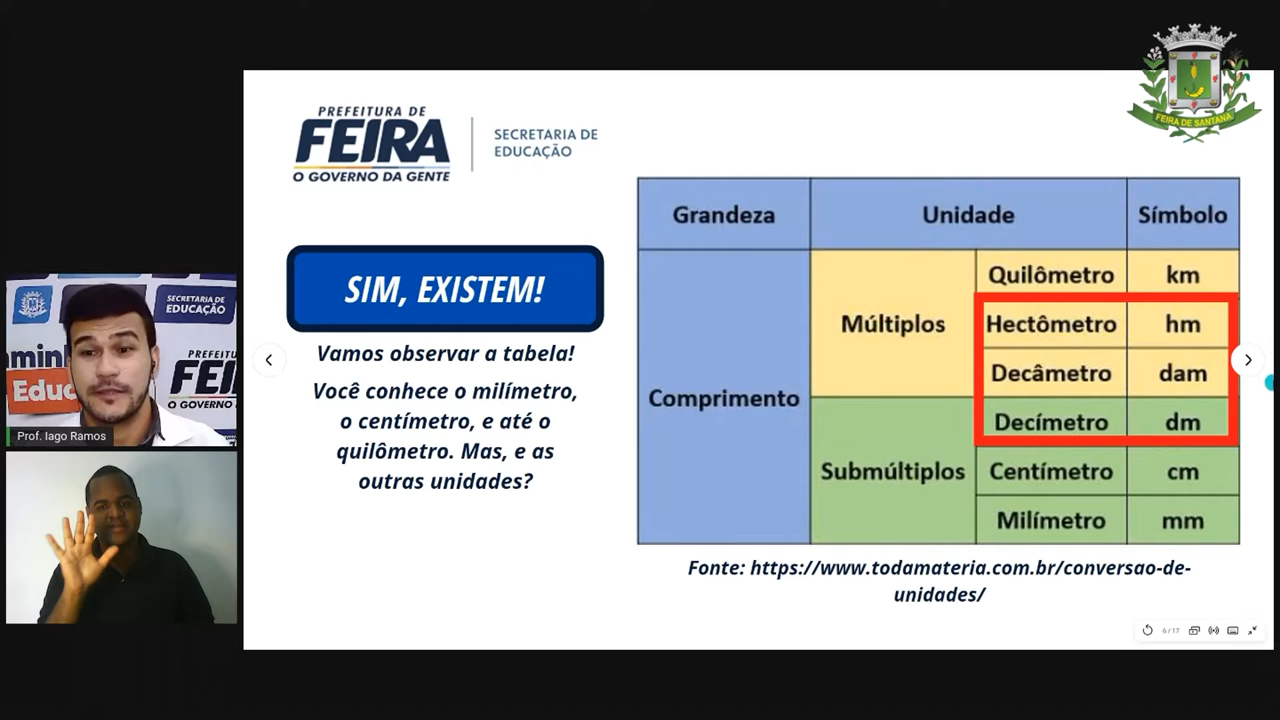 FEIRA DE SANTANA
PREFEITURA DE
FEIRA
O GOVERNO DA GENTE
SECRETARIA DE
EDUCAÇÃO
SIM, EXISTEM!
Vamos observar a tabela!
Você conhece o milímetro,
o centímetro, e até o
quilômetro. Mas, e as
outras unidades?
Grandeza Unidade Símbolo
Comprimento
Múltiplos
Quilômetro km
Hectômetro hm
Decâmetro dam
Submúltiplos
Decímetro dm
Centímetro cm
Milímetro mm
Fonte: https://www.todamateria.com.br/conversao-de-
unidades/
6/17
SECRETARIA DE
EDUCAÇÃO
PREFEITU
FE
O GOVERNO
Prof. Iago Ramos